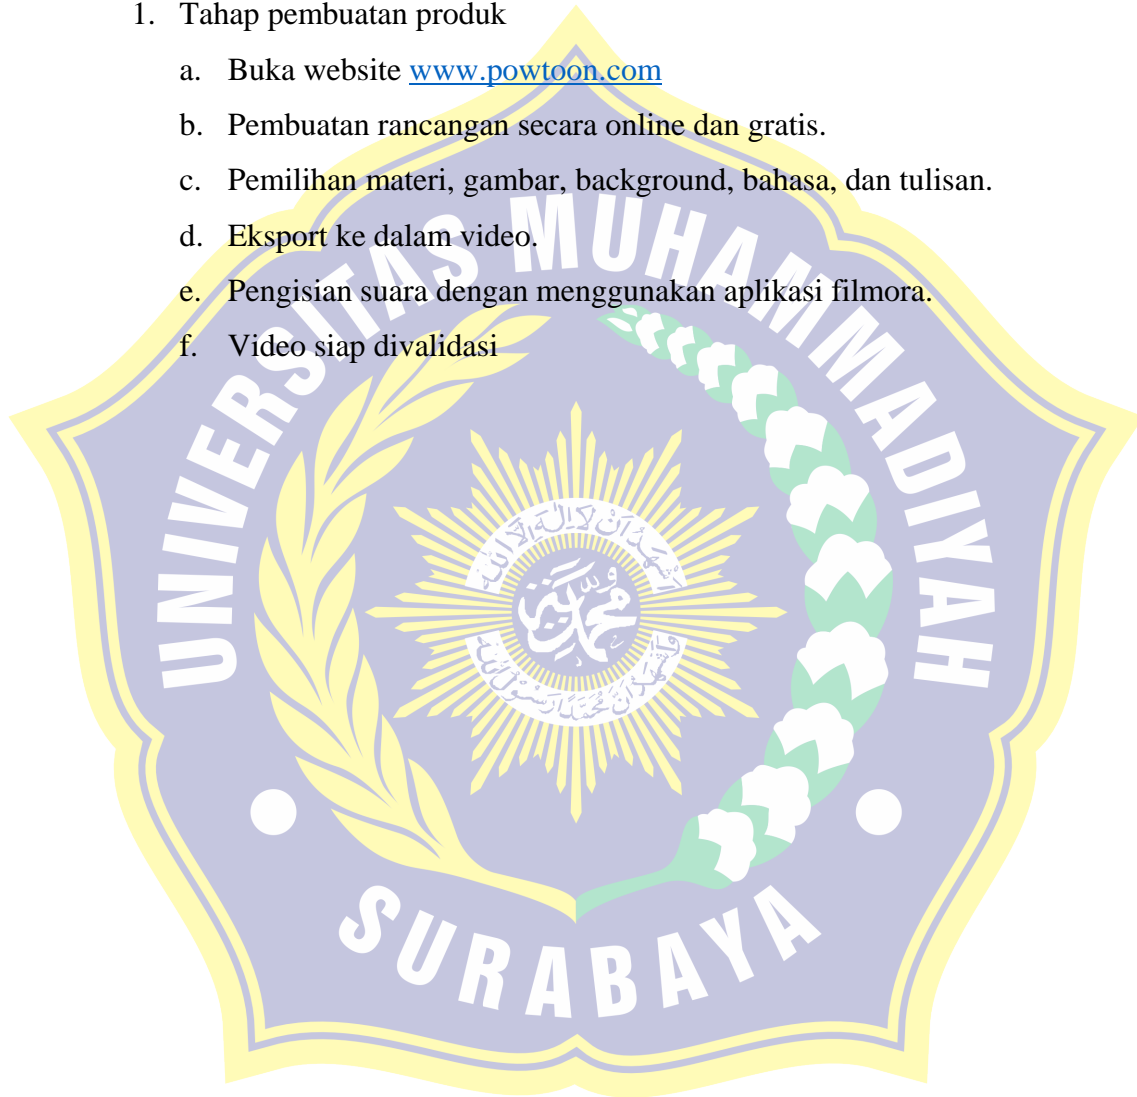 1. Tahap pembuatan produk
a. Buka website www.powtoon.com
b. Pembuatan rancangan secara online dan gratis.
c. Pemilihan materi, gambar, background, bahasa, dan tulisan.
d. Eksport ke dalam video.
e. Pengisian suara dengan menggunakan aplikasi filmora.
f. Video siap divalidasi
UNIVERSITAS MUHAMMADIYAH
اَشْهَدُ اَنْ لَا اِلٰهَ اِلَّا اللّٰه
مُحَمَّدِيَّة
وَاَشْهَدُ اَنَّ مُحَمَّدًا رَسُوْلُ اللّٰه
SURABAYA